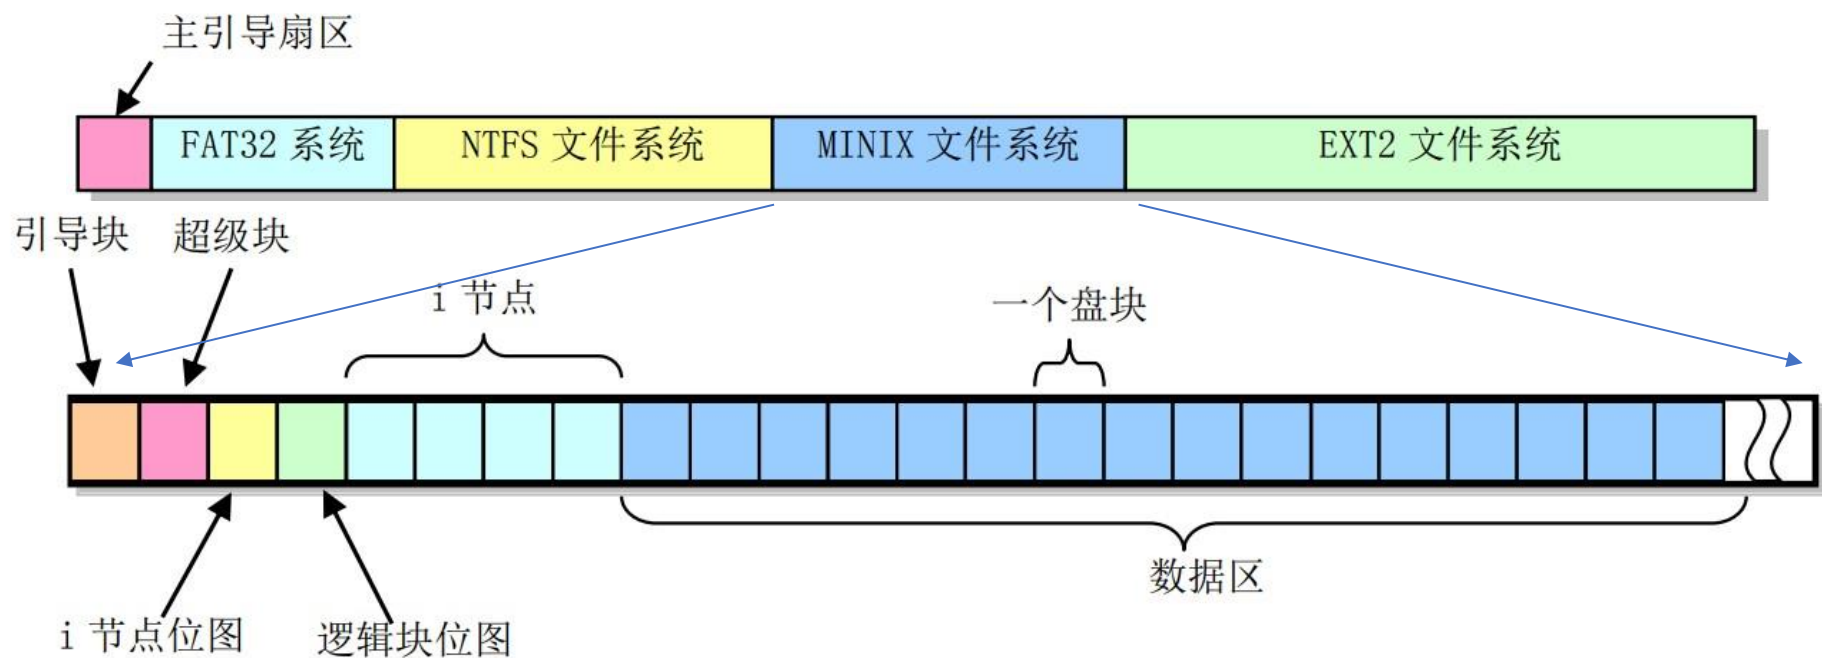 主引导扇区
FAT32 系统
NTFS 文件系统
MINIX 文件系统
EXT2 文件系统
引导块
超级块
i 节点
一个盘块
数据区
i 节点位图
逻辑块位图